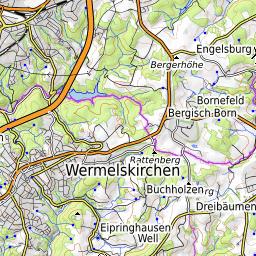 Engelsburg
Bergerhöhe
Bornefeld
Bergisch Born
Rattenberg
Wermelskirchen
Buchholzen
Dreibäumen
Eipringhausen
Well